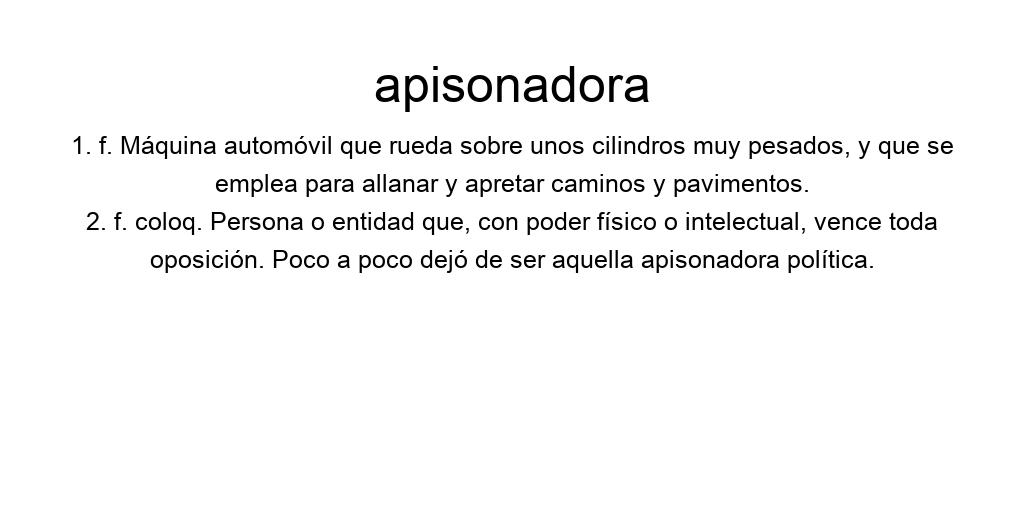 apisonadora
1. f. Máquina automóvil que rueda sobre unos cilindros muy pesados, y que se
emplea para allanar y apretar caminos y pavimentos.
2. f. coloq. Persona o entidad que, con poder físico o intelectual, vence toda
oposición. Poco a poco dejó de ser aquella apisonadora política.